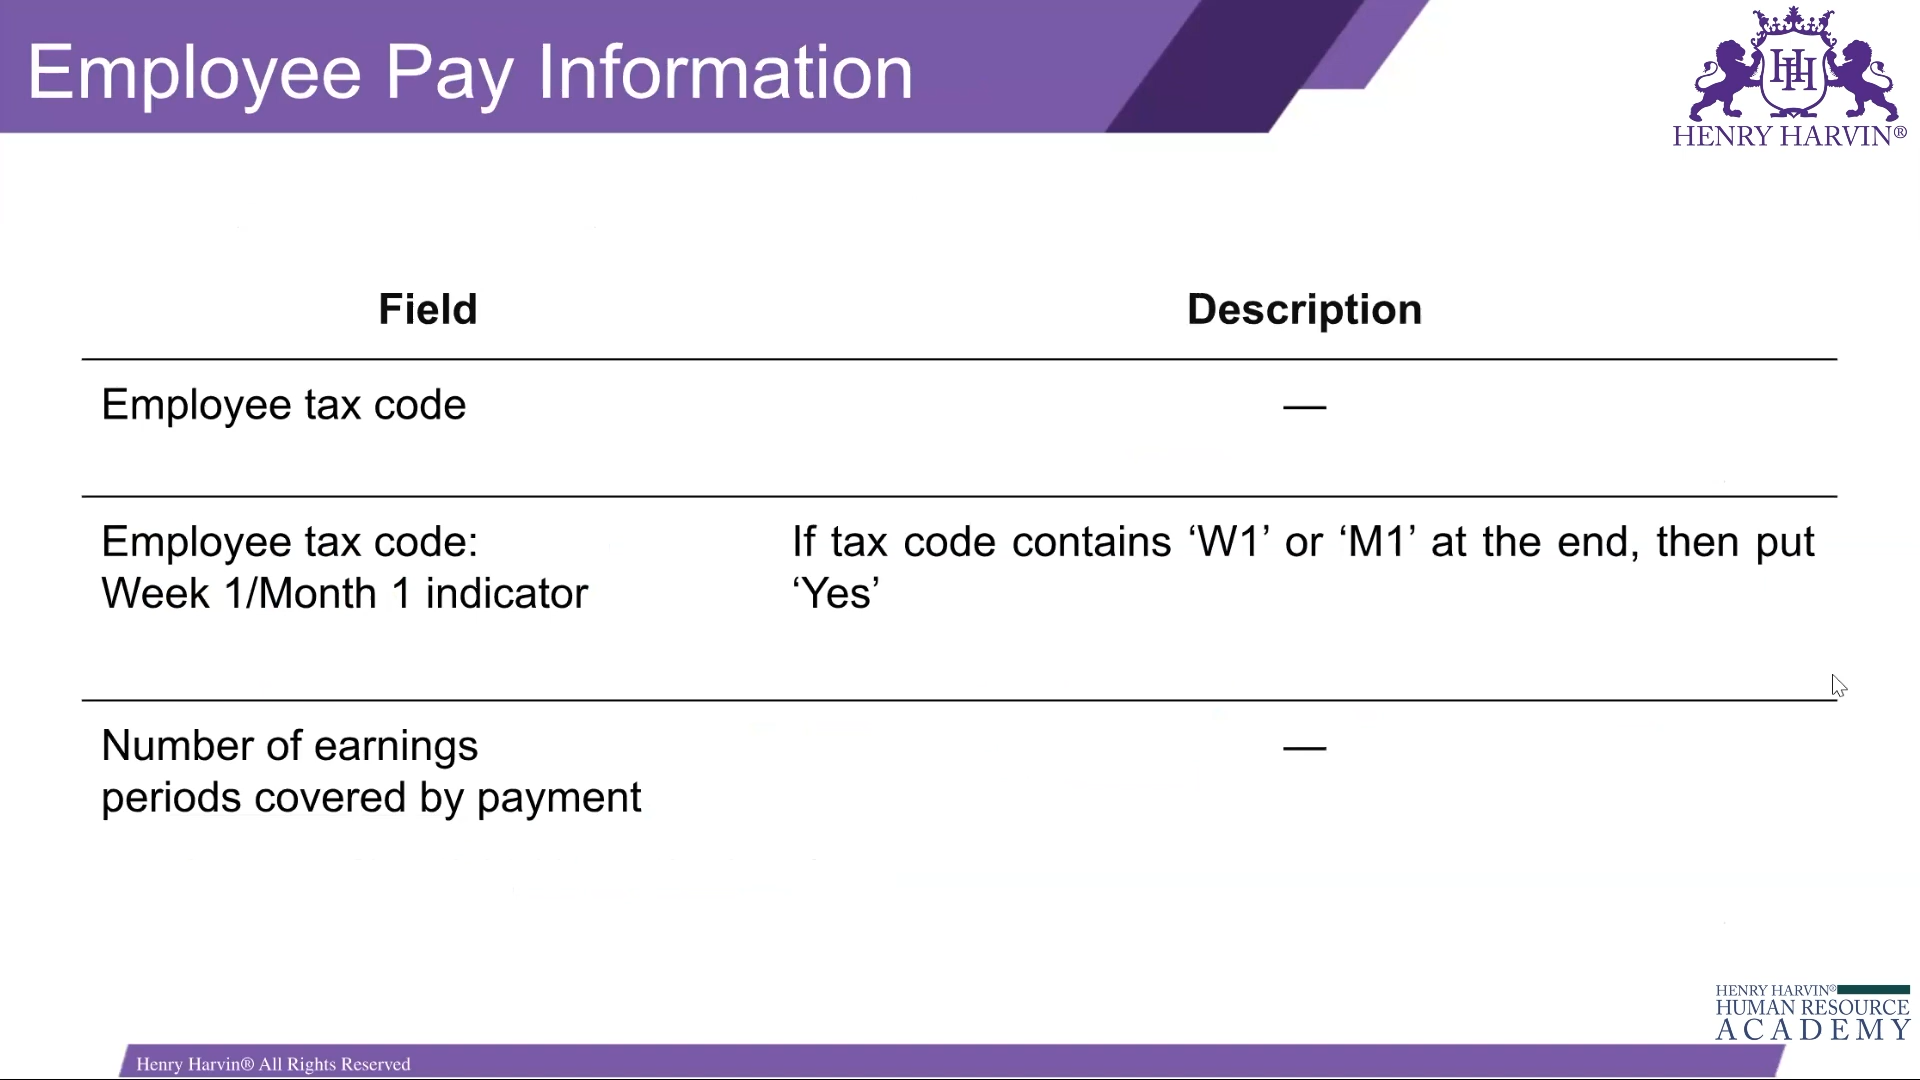 Employee Pay Information
HH
HENRY HARVIN®
Field Description
Employee tax code —
Employee tax code: If tax code contains ‘W1’ or ‘M1’ at the end, then put
Week 1/Month 1 indicator ‘Yes’
Number of earnings —
periods covered by payment
HENRY HARVIN®
HUMAN RESOURCE
ACADEMY
Henry Harvin® All Rights Reserved